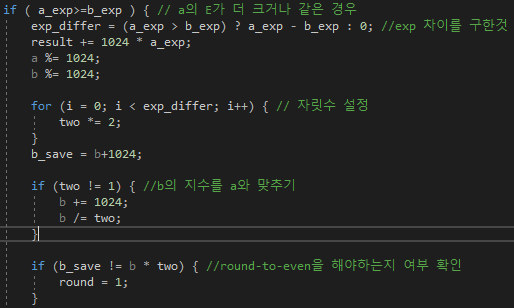 if ( a_exp>=b_exp ) { // a의 E가 더 크거나 같은 경우
exp_differ = (a_exp > b_exp) ? a_exp - b_exp : 0; //exp 차이를 구한것
result += 1024 * a_exp;
a %= 1024;
b %= 1024;
for (i = 0; i < exp_differ; i++) { // 자릿수 설정
two *= 2;
}
b_save = b+1024;
if (two != 1) { //b의 지수를 a와 맞추기
b += 1024;
b /= two;
}
if (b_save != b * two) { //round-to-even을 해야하는지 여부 확인
round = 1;
}